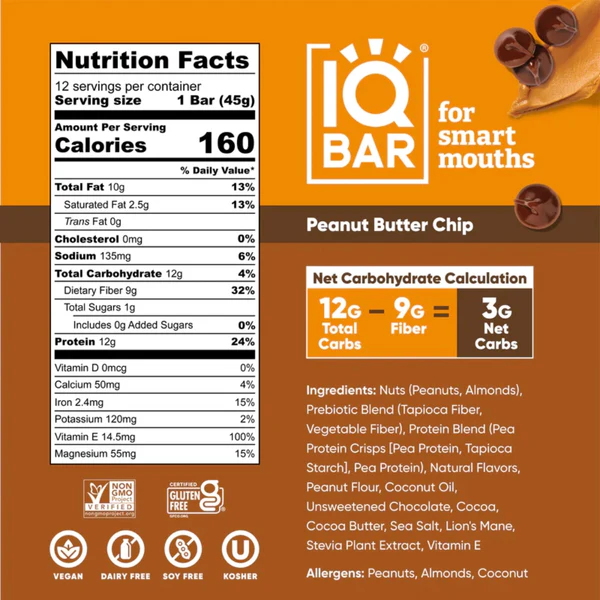 Nutrition Facts
12 servings per container
Serving size 1 Bar (45g)
Amount Per Serving
Calories 160
% Daily Value*
Total Fat 10g 13%
Saturated Fat 2.5g 13%
Trans Fat 0g
Cholesterol 0mg 0%
Sodium 135mg 6%
Total Carbohydrate 12g 4%
Dietary Fiber 9g 32%
Total Sugars 1g
Includes 0g Added Sugars 0%
Protein 12g 24%
Vitamin D 0mcg 0%
Calcium 50mg 4%
Iron 2.4mg 15%
Potassium 120mg 2%
Vitamin E 14.5mg 100%
Magnesium 55mg 15%
NON
GMO
Project
VERIFIED
nongmoproject.org
CERTIFIED
GLUTEN
FREE
U
VEGAN
DAIRY FREE
SOY FREE
KOSHER
IQ
BAR®
for
smart
mouths
Peanut Butter Chip
Net Carbohydrate Calculation
12G – 9G = 3G
Total Fiber Net
Carbs Carbs
Ingredients: Nuts (Peanuts, Almonds),
Prebiotic Blend (Tapioca Fiber,
Vegetable Fiber), Protein Blend (Pea
Protein Crisps [Pea Protein, Tapioca
Starch], Pea Protein), Natural Flavors,
Peanut Flour, Coconut Oil,
Unsweetened Chocolate, Cocoa,
Cocoa Butter, Sea Salt, Lion's Mane,
Stevia Plant Extract, Vitamin E
Allergens: Peanuts, Almonds, Coconut